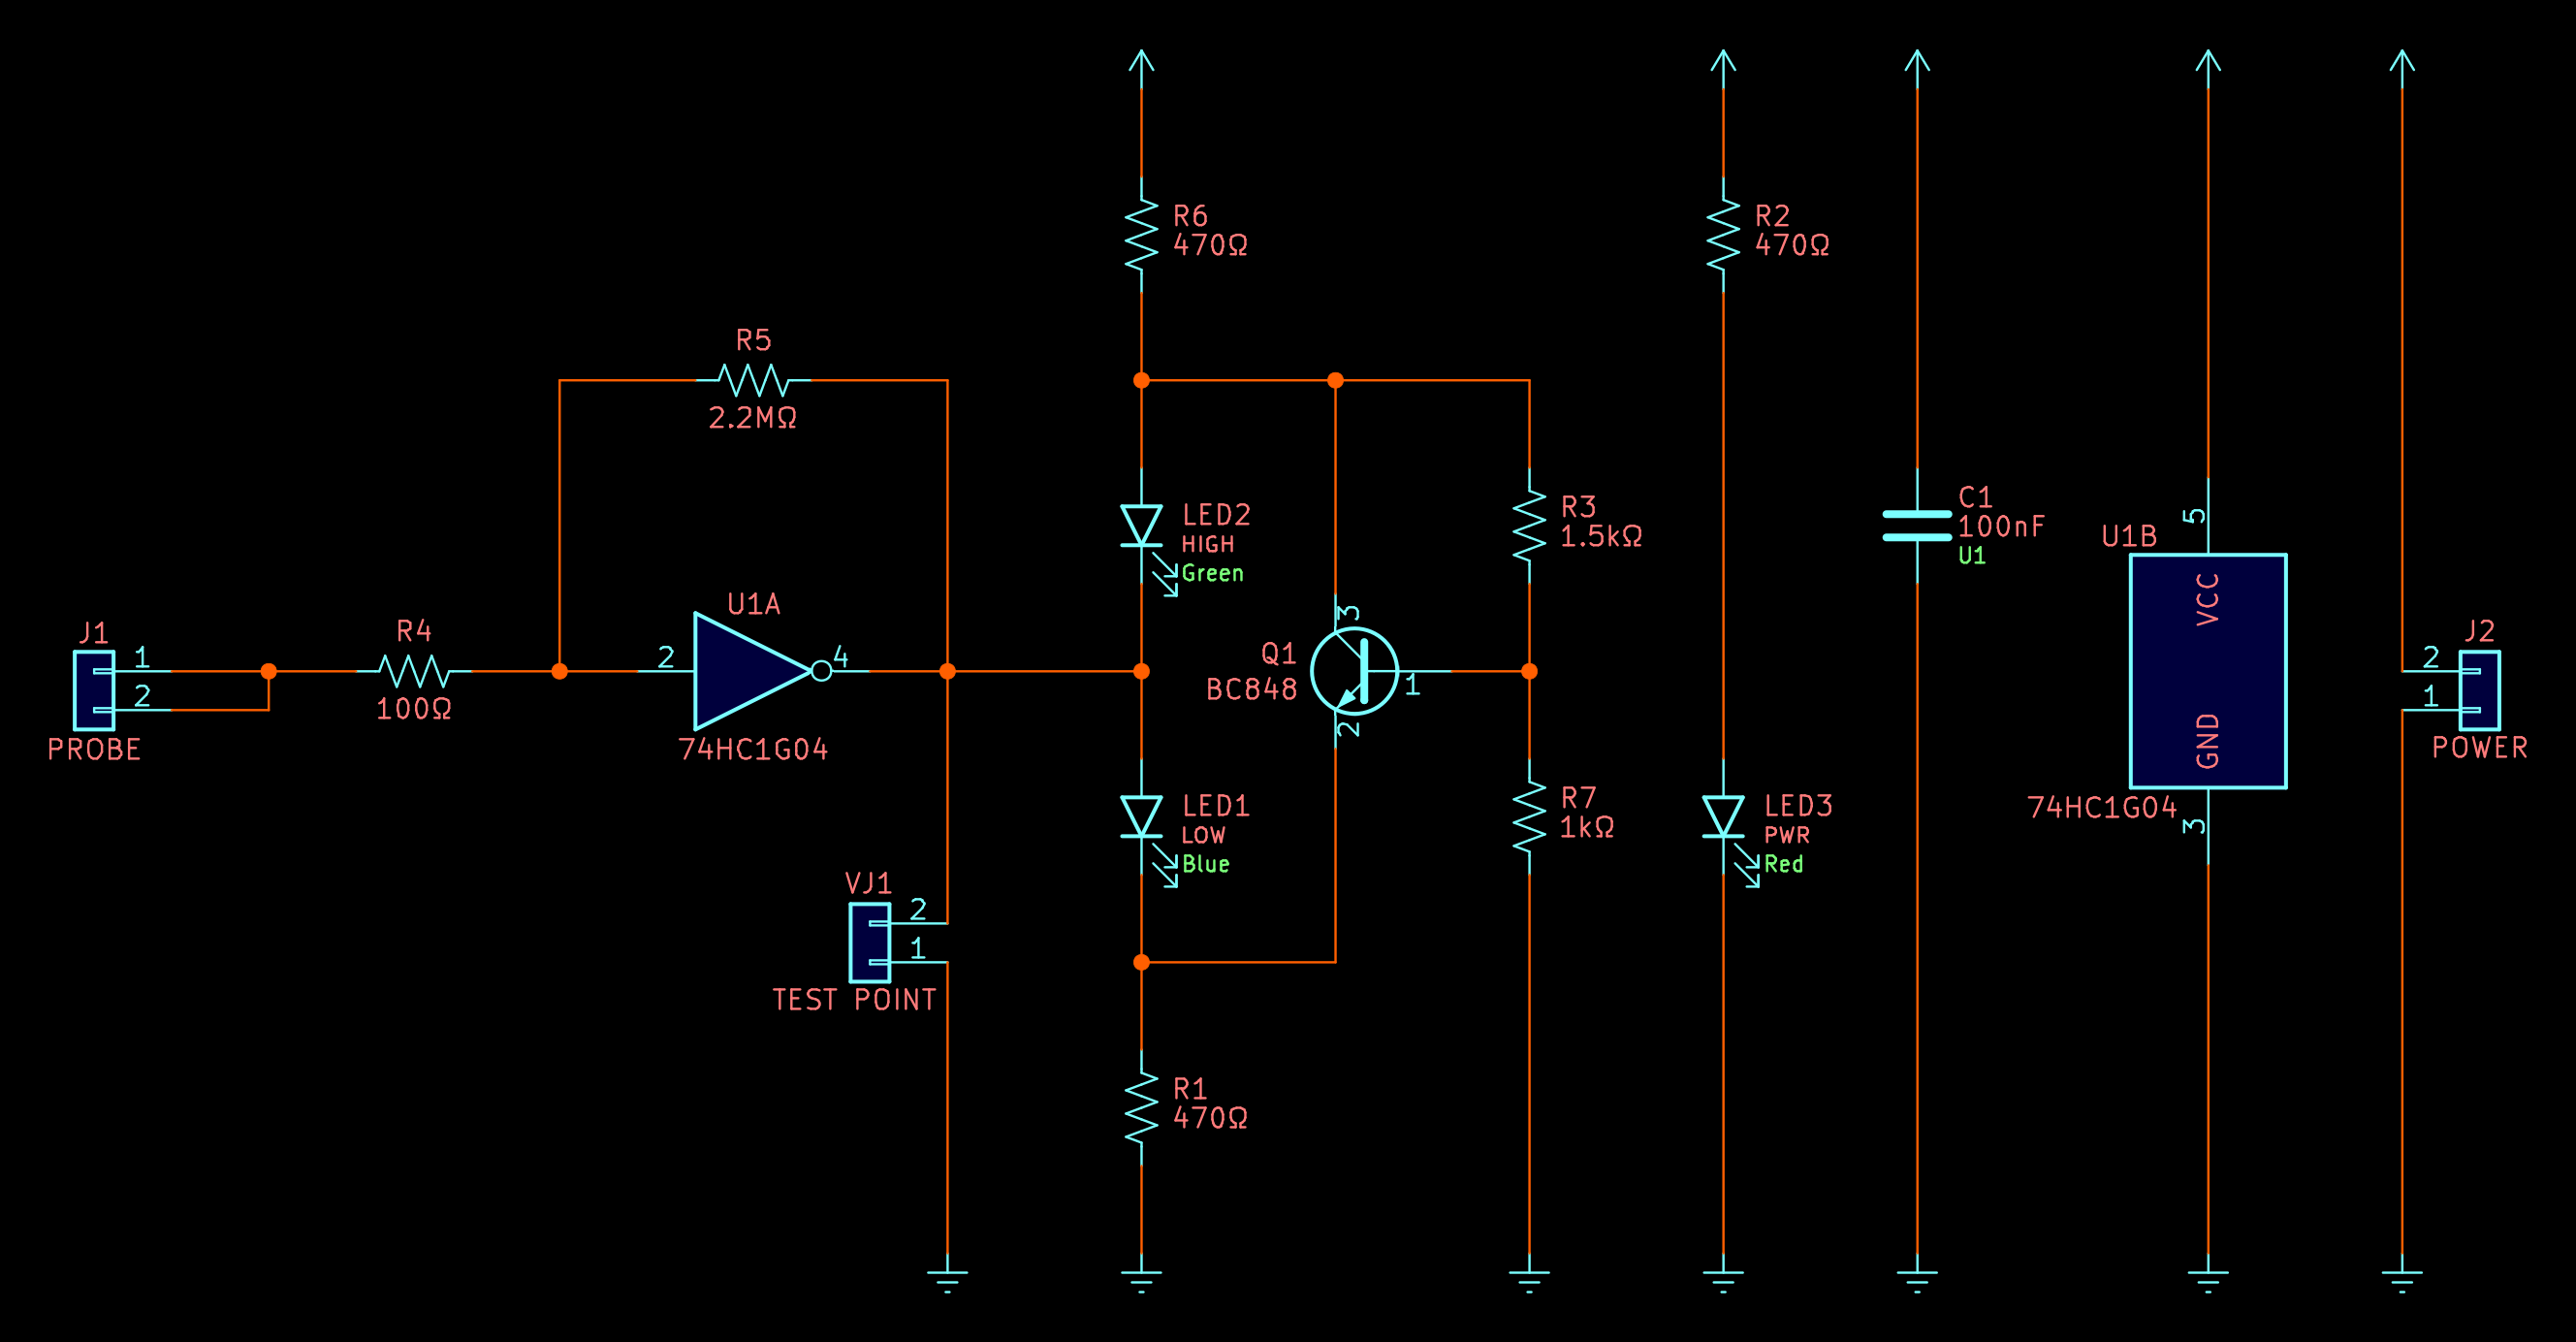 J1
1
2
PROBE
R4
100Ω
R5
2.2MΩ
U1A
2
4
74HC1G04
VJ1
2
1
TEST POINT
R6
470Ω
LED2
HIGH
Green
LED1
LOW
Blue
R1
470Ω
Q1
BC848
3
1
2
R3
1.5kΩ
R7
1kΩ
R2
470Ω
LED3
PWR
Red
C1
100nF
U1
U1B
5
VCC
GND
74HC1G04
3
J2
2
1
POWER